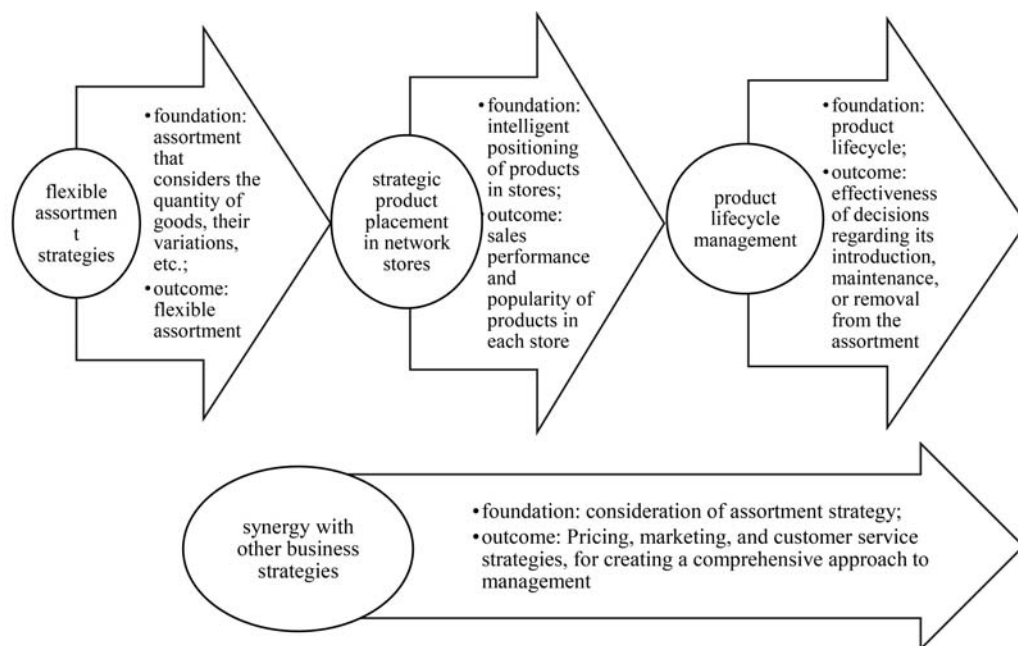 flexible
assortmen
t
strategies
• foundation:
assortment
that
considers the
quantity of
goods, their
variations,
etc.;
• outcome:
flexible
assortment
strategic
product
placement
in network
stores
• foundation:
intelligent
positioning
of products
in stores;
• outcome:
sales
performance
and
popularity of
products in
each store
product
lifecycle
management
• foundation:
product
lifecycle;
• outcome:
effectiveness
of decisions
regarding its
introduction,
maintenance,
or removal
from the
assortment
synergy with
other business
strategies
• foundation: consideration of assortment strategy;
• outcome: Pricing, marketing, and customer service
strategies, for creating a comprehensive approach to
management